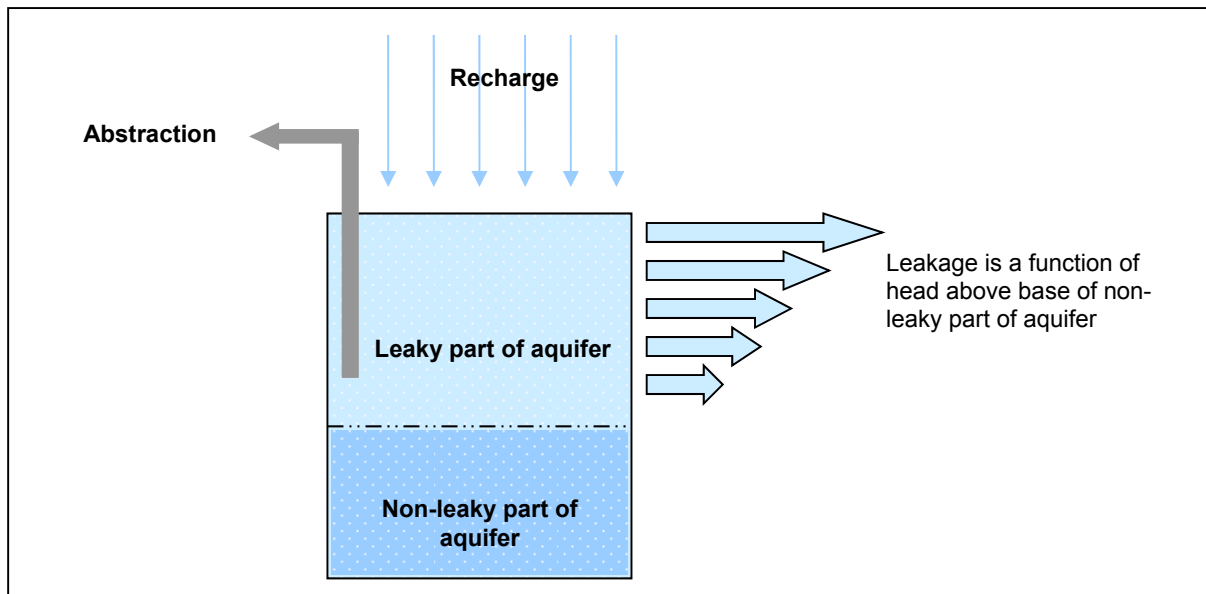 Recharge
Abstraction
Leakage is a function of
head above base of non-
leaky part of aquifer
Leaky part of aquifer
Non-leaky part of
aquifer